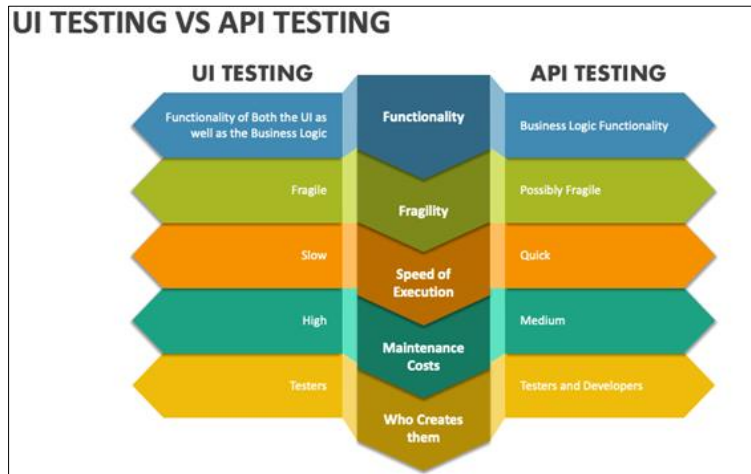 UI TESTING VS API TESTING
UI TESTING
API TESTING
Functionality of Both the UI as
well as the Business Logic
Functionality
Business Logic Functionality
Fragile
Fragility
Possibly Fragile
Slow
Speed of
Execution
Quick
High
Maintenance
Costs
Medium
Testers
Who Creates
them
Testers and Developers